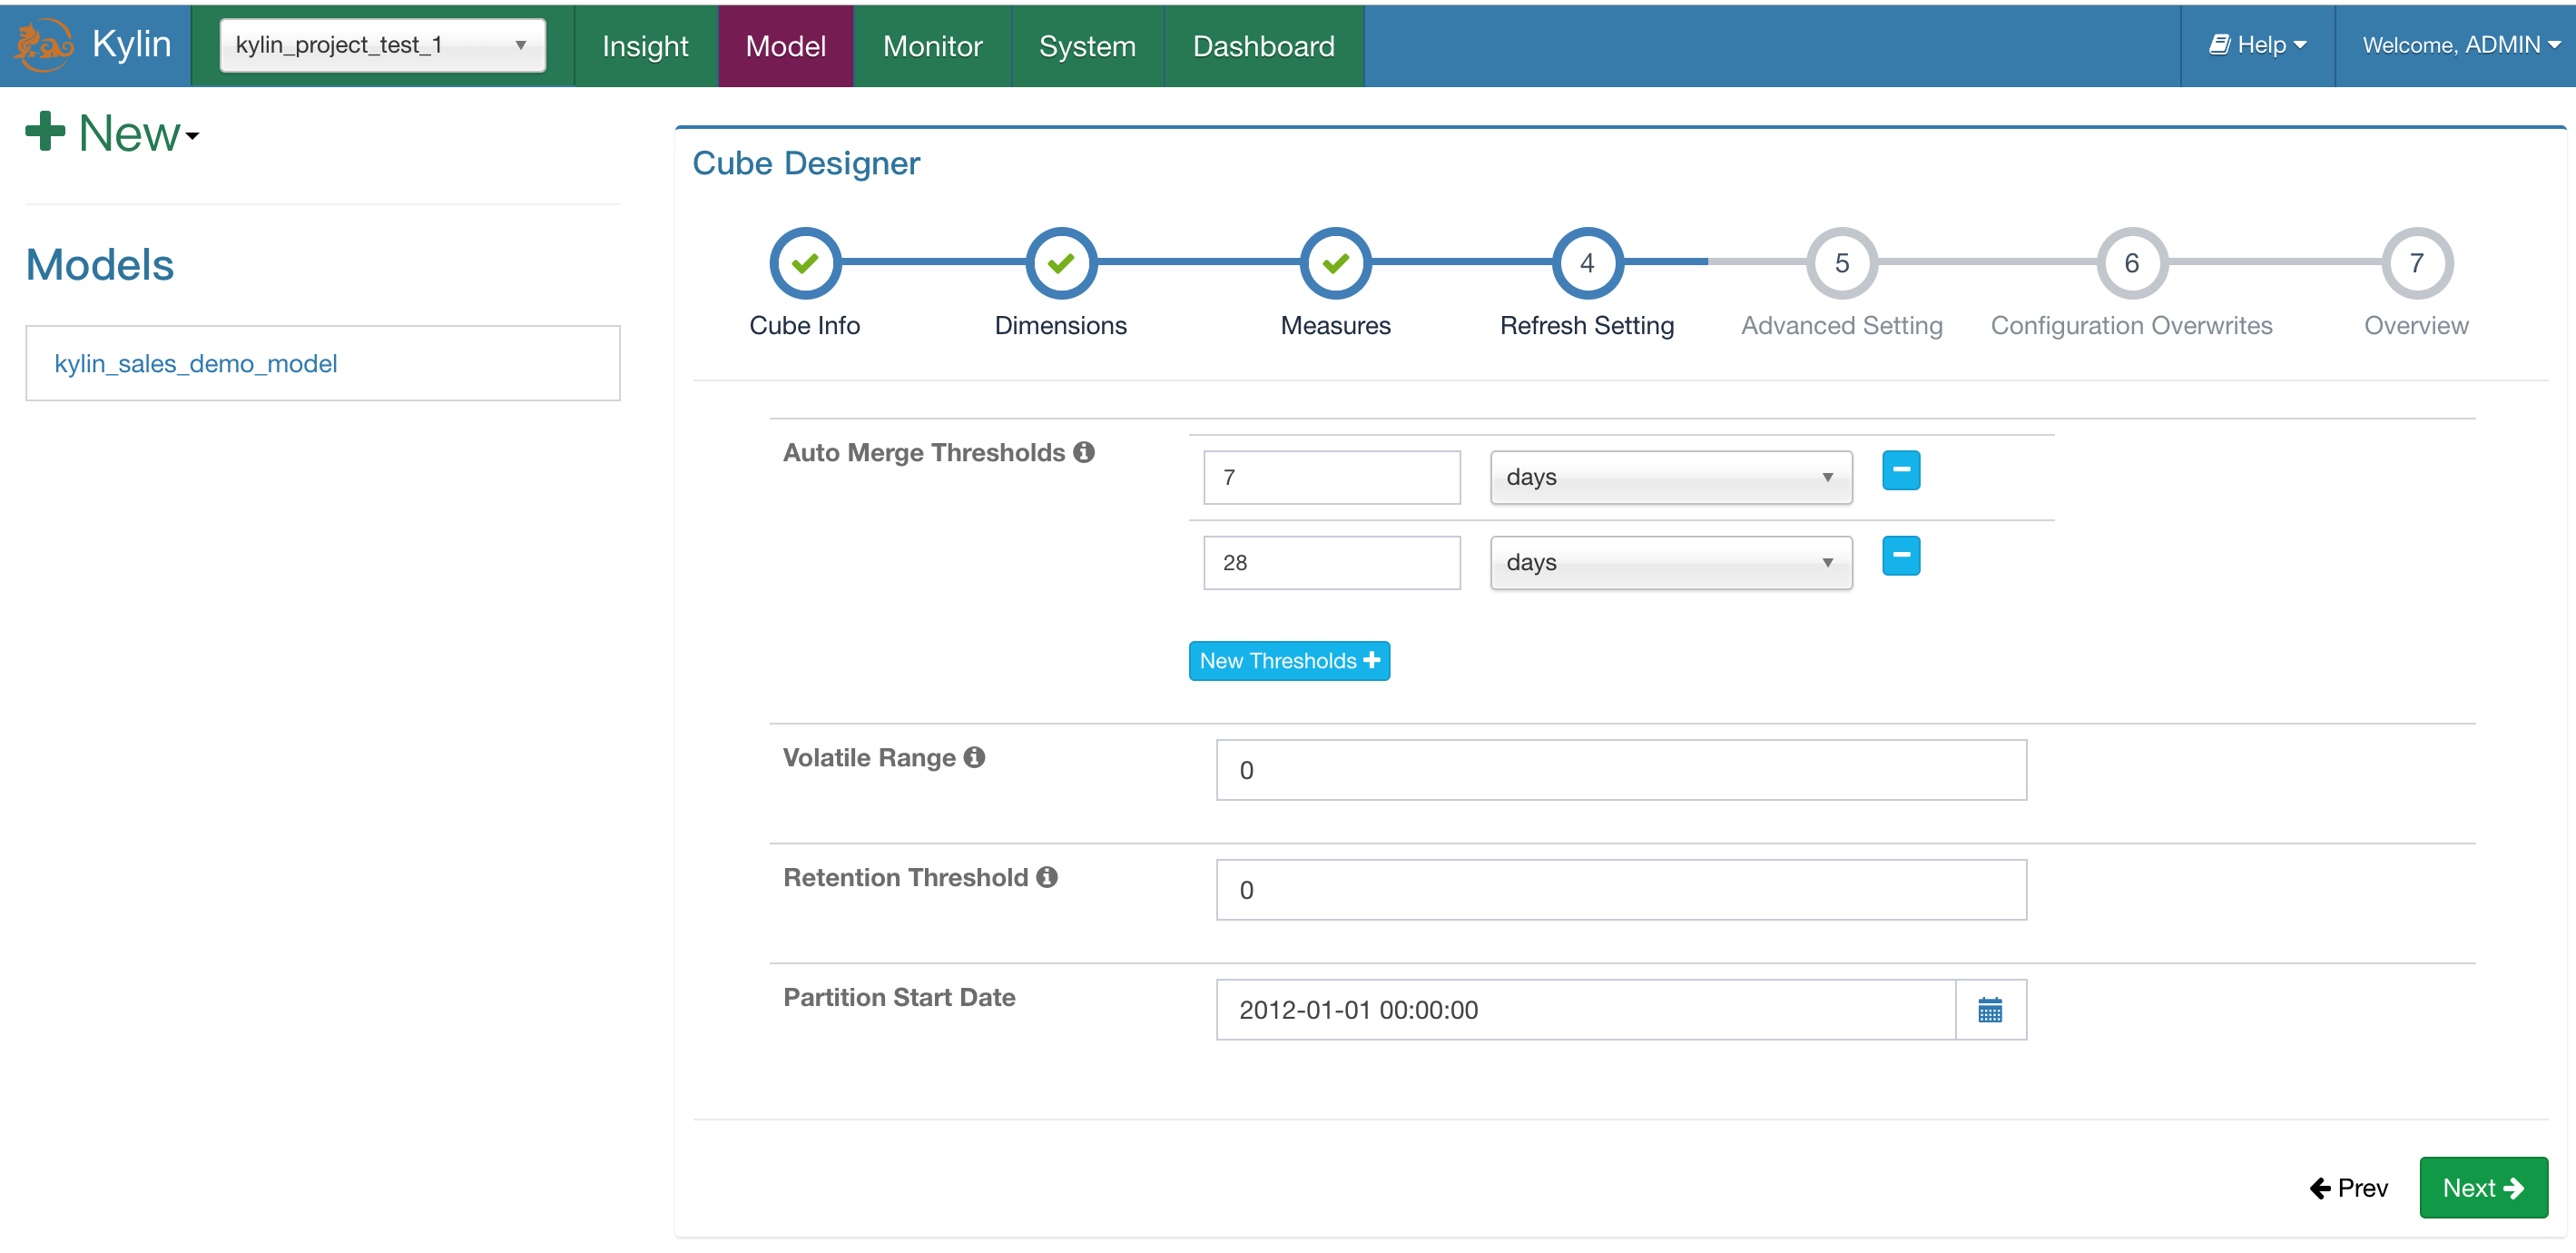 Kylin
kylin_project_test_1
Insight
Model
Monitor
System
Dashboard
Help
Welcome, ADMIN
New
Models
kylin_sales_demo_model
Cube Designer
4
5
6
7
Cube Info
Dimensions
Measures
Refresh Setting
Advanced Setting
Configuration Overwrites
Overview
Auto Merge Thresholds
7
days
28
days
New Thresholds
Volatile Range
0
Retention Threshold
0
Partition Start Date
2012-01-01 00:00:00
Prev
Next